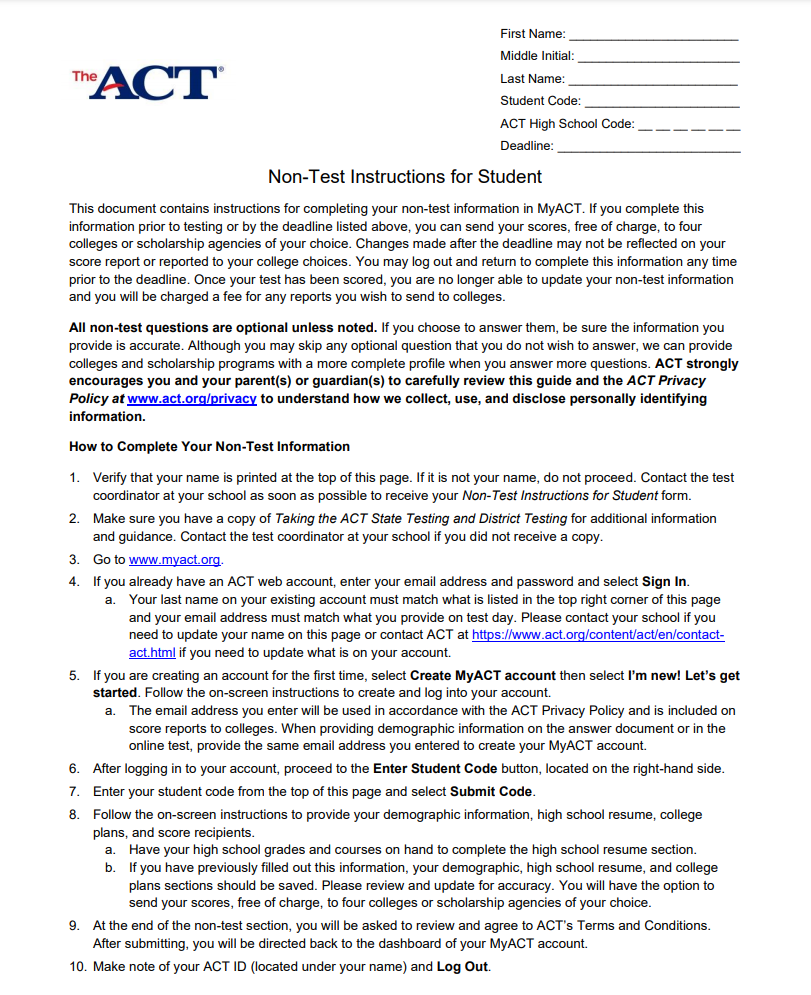 The ACT®
First Name: ________________________
Middle Initial: _______________________
Last Name: ________________________
Student Code: ______________________
ACT High School Code: __ __ __ __ __ __
Deadline: __________________________
Non-Test Instructions for Student
This document contains instructions for completing your non-test information in MyACT. If you complete this
information prior to testing or by the deadline listed above, you can send your scores, free of charge, to four
colleges or scholarship agencies of your choice. Changes made after the deadline may not be reflected on your
score report or reported to your college choices. You may log out and return to complete this information any time
prior to the deadline. Once your test has been scored, you are no longer able to update your non-test information
and you will be charged a fee for any reports you wish to send to colleges.
All non-test questions are optional unless noted. If you choose to answer them, be sure the information you
provide is accurate. Although you may skip any optional question that you do not wish to answer, we can provide
colleges and scholarship programs with a more complete profile when you answer more questions. ACT strongly
encourages you and your parent(s) or guardian(s) to carefully review this guide and the ACT Privacy
Policy at www.act.org/privacy to understand how we collect, use, and disclose personally identifying
information.
How to Complete Your Non-Test Information
1. Verify that your name is printed at the top of this page. If it is not your name, do not proceed. Contact the test
coordinator at your school as soon as possible to receive your Non-Test Instructions for Student form.
2. Make sure you have a copy of Taking the ACT State Testing and District Testing for additional information
and guidance. Contact the test coordinator at your school if you did not receive a copy.
3. Go to www.myact.org.
4. If you already have an ACT web account, enter your email address and password and select Sign In.
a. Your last name on your existing account must match what is listed in the top right corner of this page
and your email address must match what you provide on test day. Please contact your school if you
need to update your name on this page or contact ACT at https://www.act.org/content/act/en/contact-
act.html if you need to update what is on your account.
5. If you are creating an account for the first time, select Create MyACT account then select I'm new! Let's get
started. Follow the on-screen instructions to create and log into your account.
a. The email address you enter will be used in accordance with the ACT Privacy Policy and is included on
score reports to colleges. When providing demographic information on the answer document or in the
online test, provide the same email address you entered to create your MyACT account.
6. After logging in to your account, proceed to the Enter Student Code button, located on the right-hand side.
7. Enter your student code from the top of this page and select Submit Code.
8. Follow the on-screen instructions to provide your demographic information, high school resume, college
plans, and score recipients.
a. Have your high school grades and courses on hand to complete the high school resume section.
b. If you have previously filled out this information, your demographic, high school resume, and college
plans sections should be saved. Please review and update for accuracy. You will have the option to
send your scores, free of charge, to four colleges or scholarship agencies of your choice.
9. At the end of the non-test section, you will be asked to review and agree to ACT's Terms and Conditions.
After submitting, you will be directed back to the dashboard of your MyACT account.
10. Make note of your ACT ID (located under your name) and Log Out.